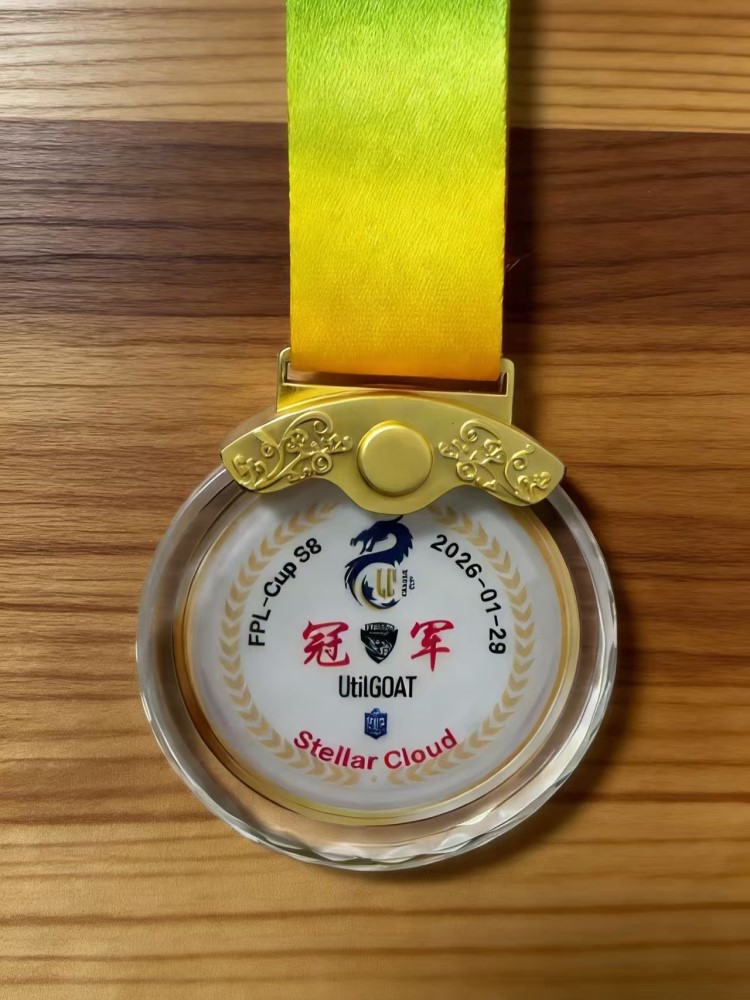 FPL-Cup S8
2026-01-29
冠军
UtilGOAT
Stellar Cloud